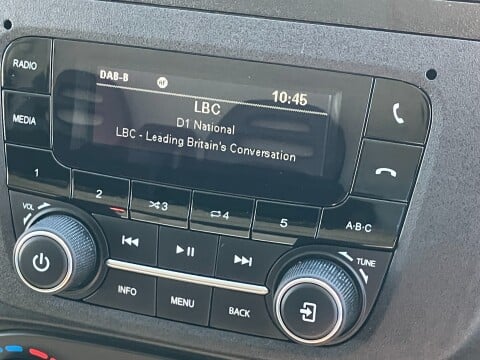 RADIO
MEDIA
DAB-B
af
10:45
LBC
D1 National
LBC - Leading Britain's Conversation
1
2
3
4
5
A·B·C
VOL
TUNE
INFO
MENU
BACK